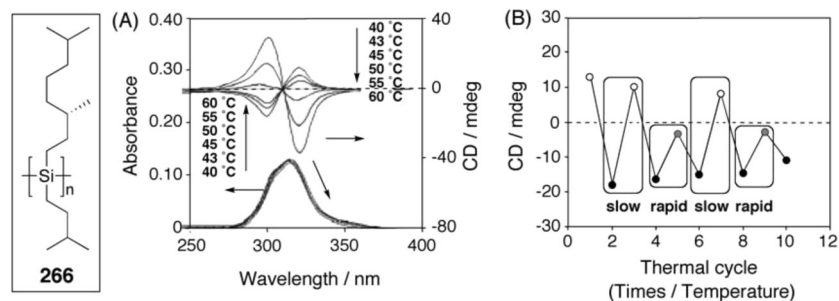 Si
n
266
(A)
Absorbance
0.40
0.30
0.20
0.10
0
250
300
350
400
Wavelength / nm
40
0
-40
-80
CD / mdeg
40 °C
43 °C
45 °C
50 °C
55 °C
60 °C
60 °C
55 °C
50 °C
45 °C
43 °C
40 °C
(B)
CD / mdeg
30
20
10
0
-10
-20
-30
slow
rapid
slow
rapid
0
2
4
6
8
10
12
Thermal cycle
(Times / Temperature)